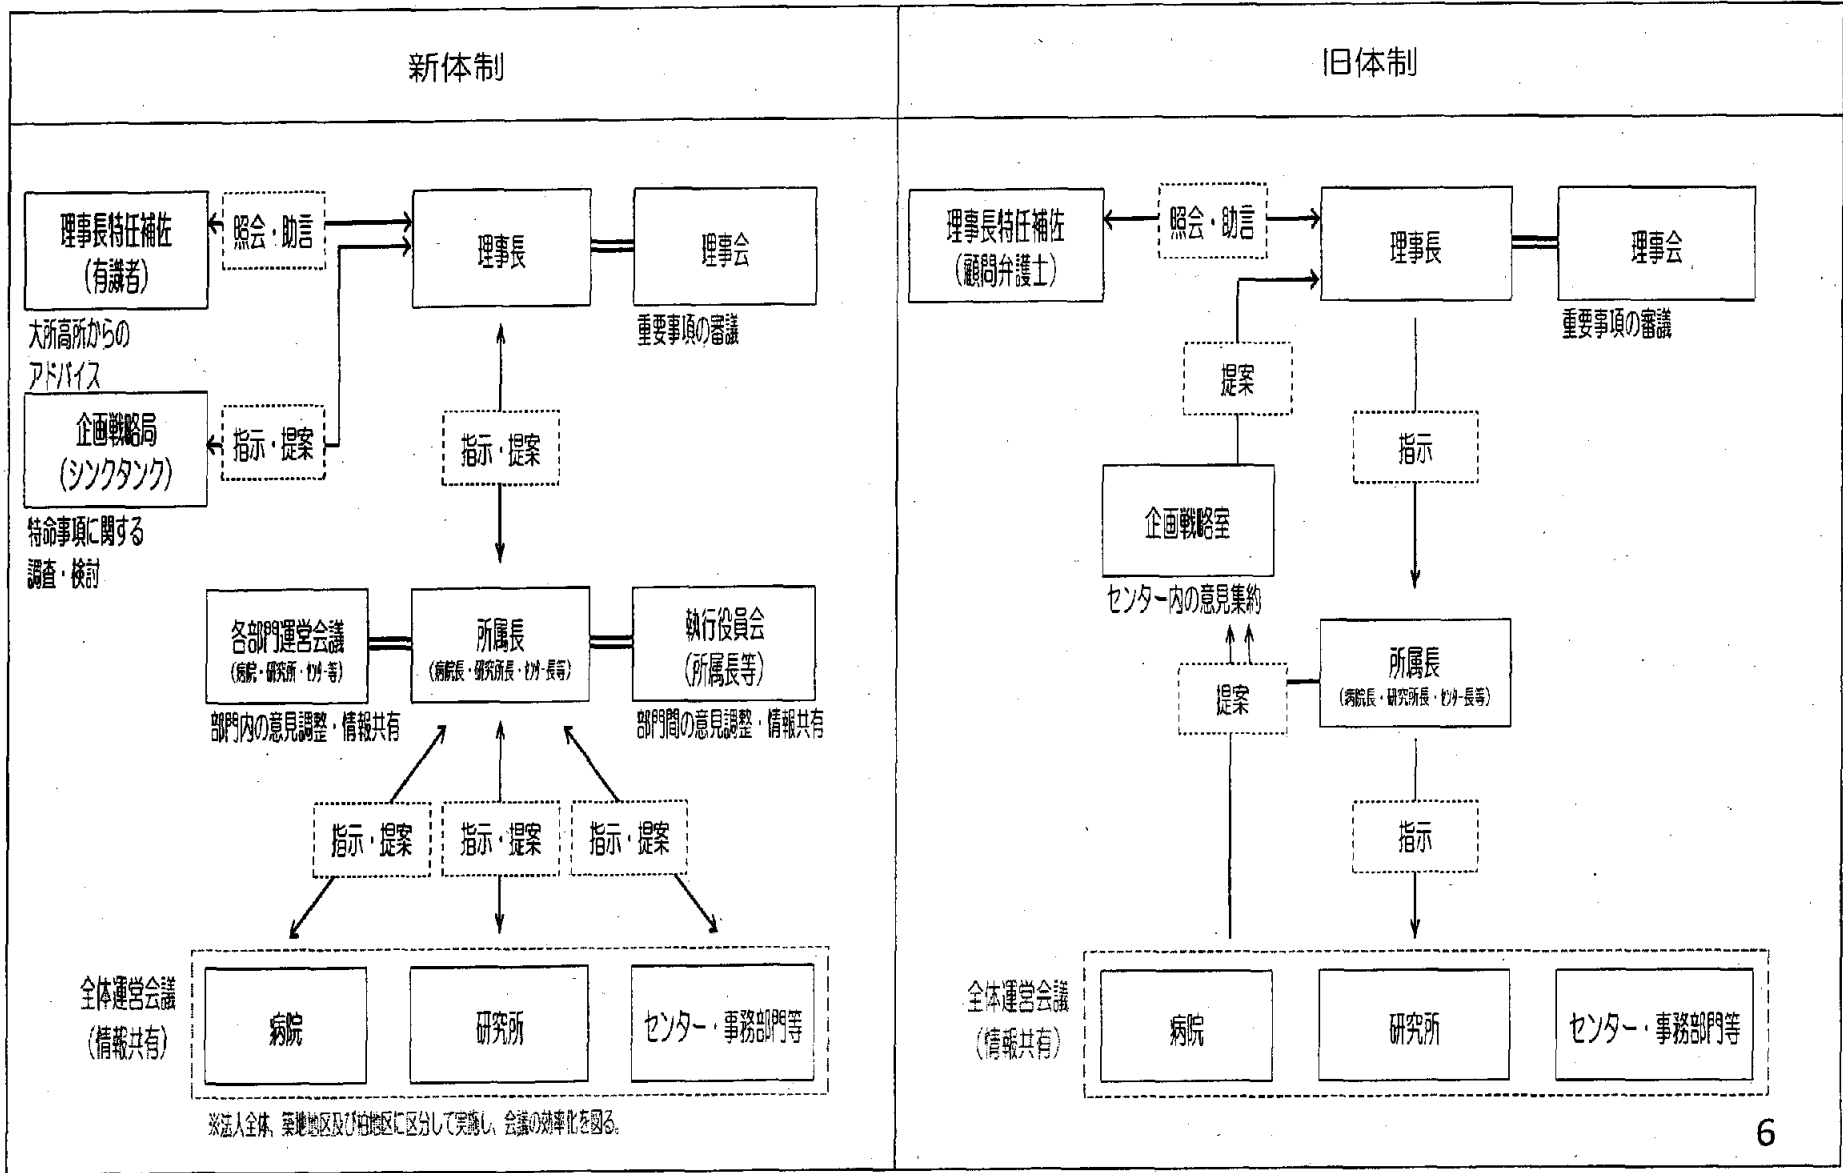 新体制
理事長特任補佐
(有識者)
照会・助言
理事長
理事会
大所高所からの
アドバイス
重要事項の審議
企画戦略局
(シンクタンク)
指示・提案
指示・提案
特命事項に関する
調査・検討
各部門運営会議
(病院・研究所・センター等)
所属長
(病院長・研究所長・センター長等)
執行役員会
(所属長等)
部門内の意見調整・情報共有
部門間の意見調整・情報共有
指示・提案
指示・提案
指示・提案
全体運営会議
(情報共有)
病院
研究所
センター・事務部門等
※法人全体、築地地区及び柏地区に区分して実施し、会議の効率化を図る。
旧体制
理事長特任補佐
(顧問弁護士)
照会・助言
理事長
理事会
重要事項の審議
提案
指示
企画戦略室
センター内の意見集約
提案
所属長
(病院長・研究所長・センター長等)
指示
全体運営会議
(情報共有)
病院
研究所
センター・事務部門等
6